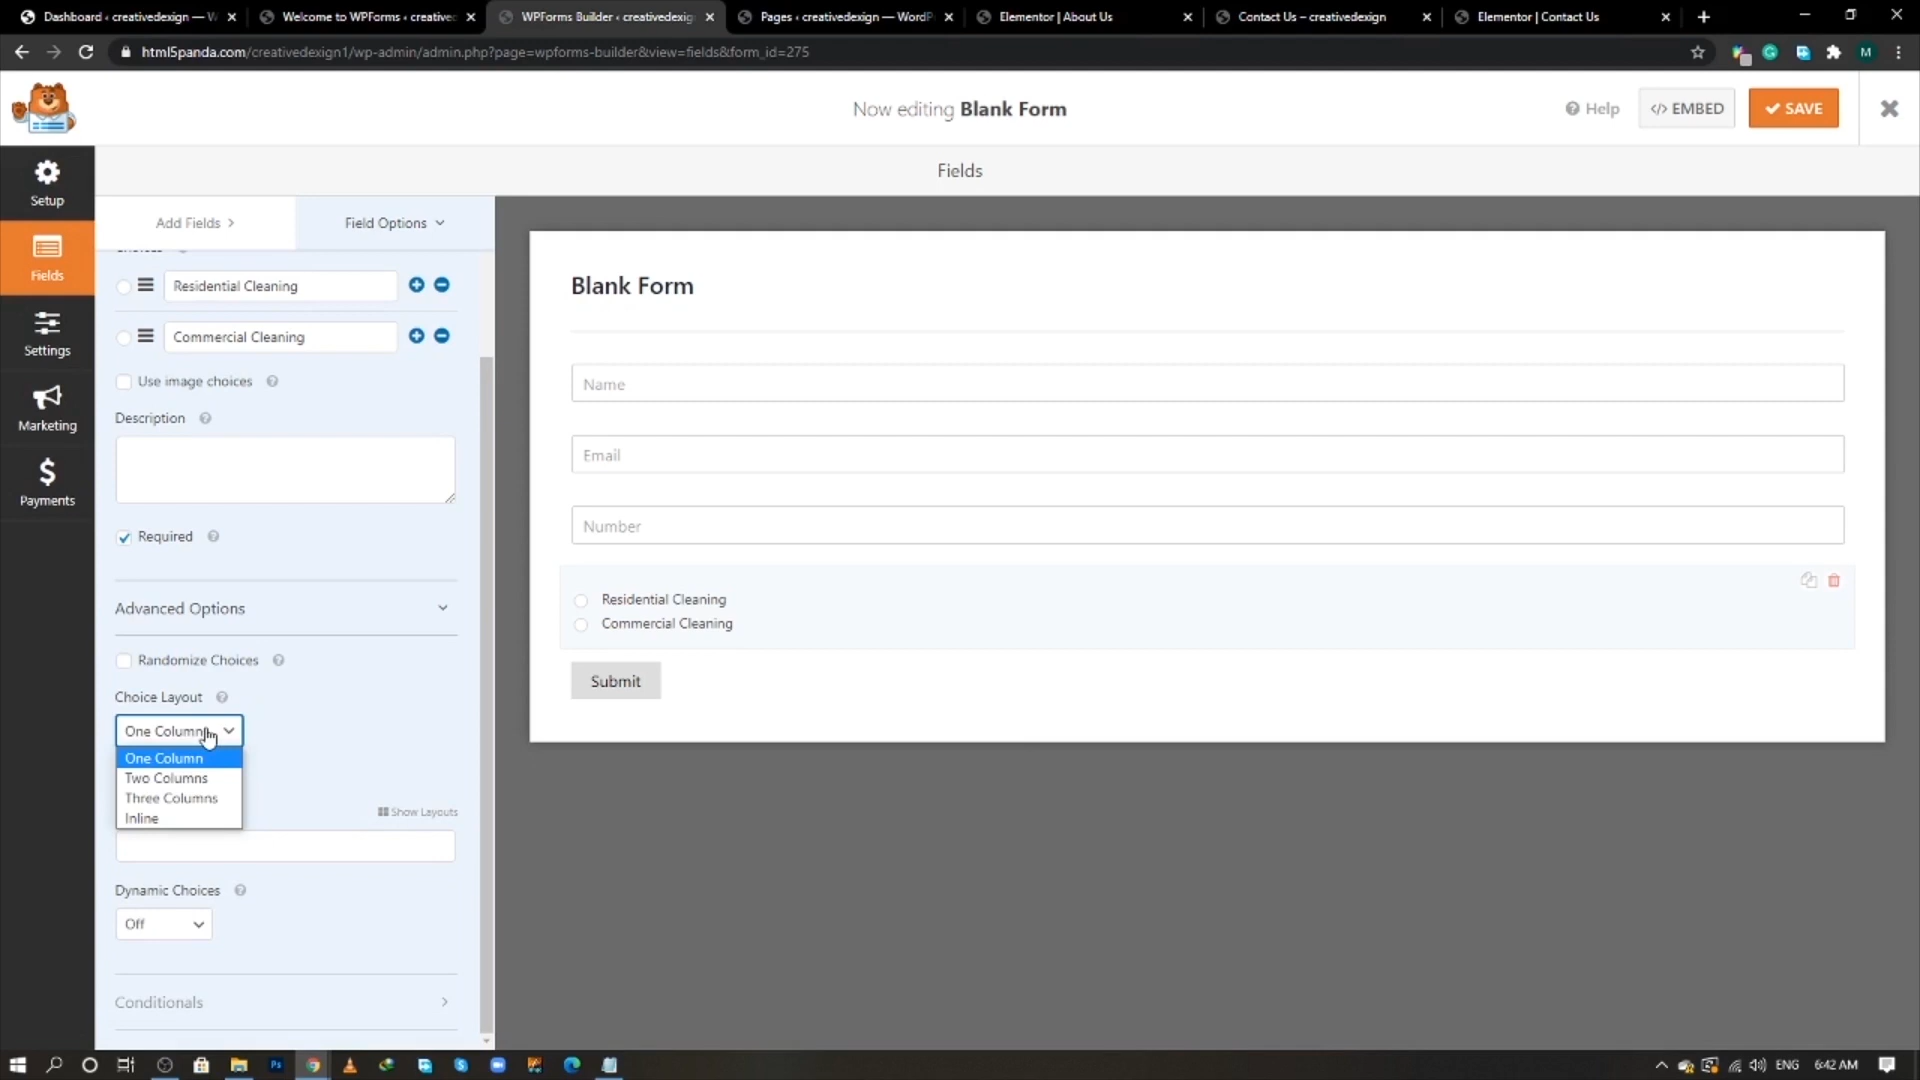 Dashboard ‹ creativedexign — W
Welcome to WPForms ‹ creative
WPForms Builder ‹ creativedexig
Pages ‹ creativedexign — WordP
Elementor | About Us
Contact Us – creativedexign
Elementor | Contact Us
html5panda.com/creativedexign1/wp-admin/admin.php?page=wpforms-builder&view=fields&form_id=275
M
Now editing Blank Form
Help
</> EMBED
SAVE
Setup
Fields
Settings
Marketing
Payments
Fields
Add Fields
Field Options
Residential Cleaning
Commercial Cleaning
Use image choices
Description
Required
Advanced Options
Randomize Choices
Choice Layout
One Column
One Column
Two Columns
Three Columns
Inline
Show Layouts
Dynamic Choices
Off
Conditionals
Blank Form
Name
Email
Number
Residential Cleaning
Commercial Cleaning
Submit
Ps
ENG
6:42 AM